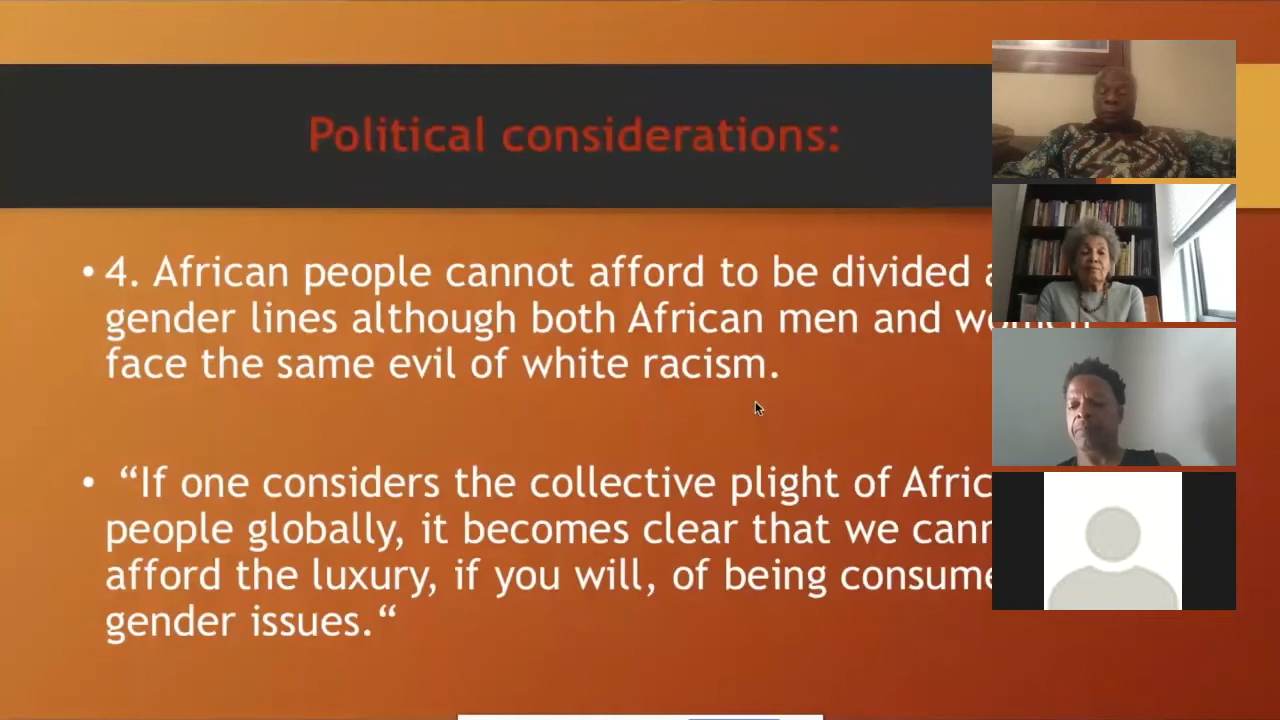 Political considerations:
• 4. African people cannot afford to be divided
gender lines although both African men and women
face the same evil of white racism.
• “If one considers the collective plight of Afric
people globally, it becomes clear that we cann
afford the luxury, if you will, of being consume
gender issues.“